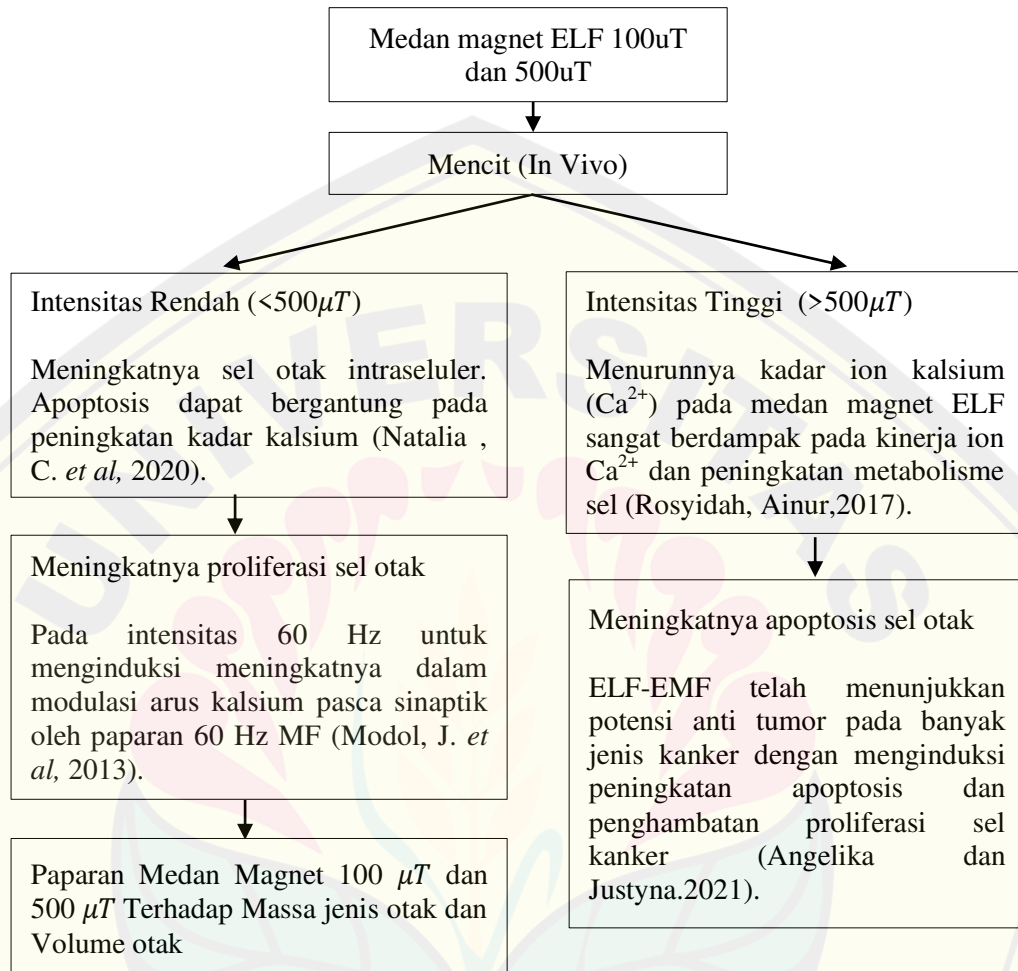 Medan magnet ELF 100uT
dan 500uT
Mencit (In Vivo)
Intensitas Rendah (<500𝜇𝑇)
Meningkatnya sel otak intraseluler.
Apoptosis dapat bergantung pada
peningkatan kadar kalsium (Natalia ,
C. et al, 2020).
Meningkatnya proliferasi sel otak
Pada intensitas 60 Hz untuk
menginduksi meningkatnya dalam
modulasi arus kalsium pasca sinaptik
oleh paparan 60 Hz MF (Modol, J. et
al, 2013).
Paparan Medan Magnet 100 𝜇𝑇 dan
500 𝜇𝑇 Terhadap Massa jenis otak dan
Volume otak
Intensitas Tinggi (>500𝜇𝑇)
Menurunnya kadar ion kalsium
(Ca²⁺) pada medan magnet ELF
sangat berdampak pada kinerja ion
Ca²⁺ dan peningkatan metabolisme
sel (Rosyidah, Ainur,2017).
Meningkatnya apoptosis sel otak
ELF-EMF telah menunjukkan
potensi anti tumor pada banyak
jenis kanker dengan menginduksi
peningkatan apoptosis dan
penghambatan proliferasi sel
kanker (Angelika dan
Justyna.2021).
UNIVERSITAS